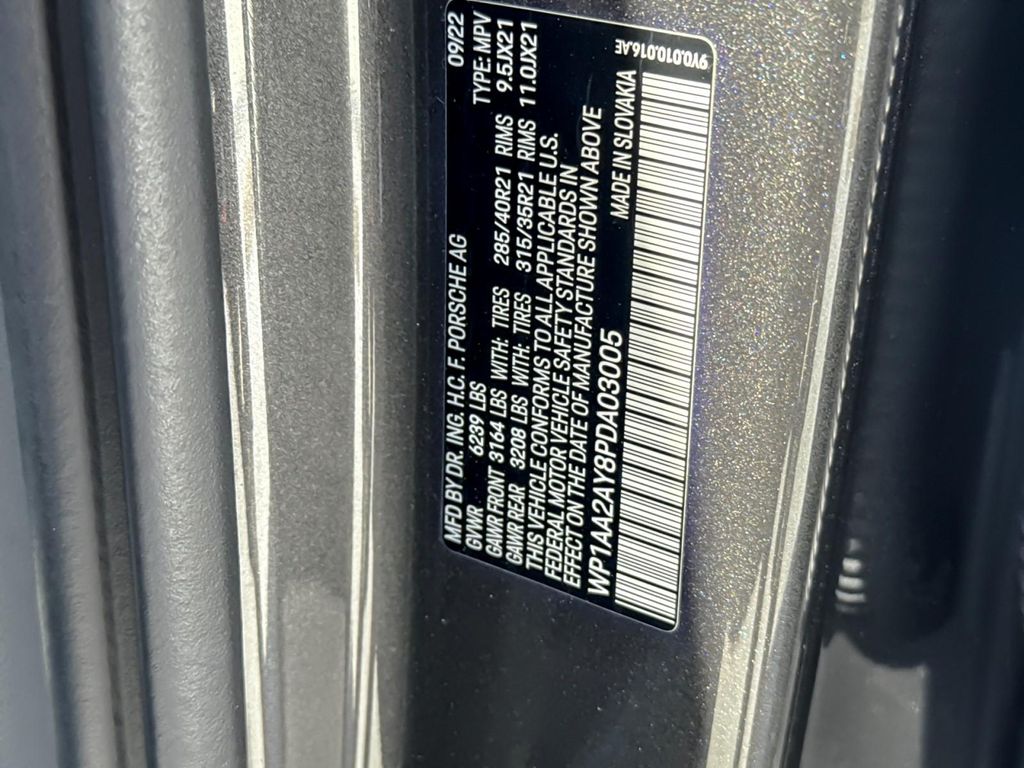 MFD BY DR. ING. H.C. F. PORSCHE AG 09/22
GVWR 6239 LBS TYPE: MPV
GAWR FRONT 3164 LBS WITH: TIRES 285/40R21 RIMS 9.5JX21
GAWR REAR 3208 LBS WITH: TIRES 315/35R21 RIMS 11.0JX21
THIS VEHICLE CONFORMS TO ALL APPLICABLE U.S.
FEDERAL MOTOR VEHICLE SAFETY STANDARDS IN
EFFECT ON THE DATE OF MANUFACTURE SHOWN ABOVE
WP1AA2AY8PDA03005 MADE IN SLOVAKIA
9Y0.010.016.AE